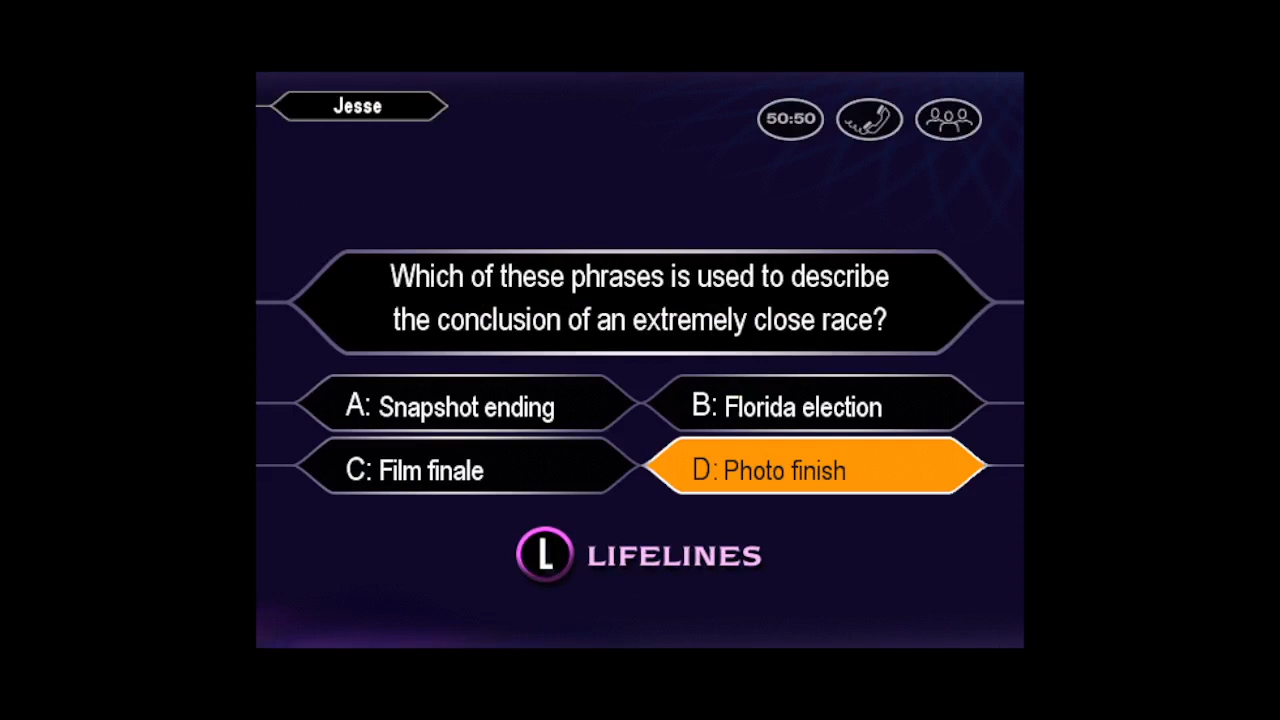 Jesse
50:50
Which of these phrases is used to describe
the conclusion of an extremely close race?
A: Snapshot ending
B: Florida election
C: Film finale
D: Photo finish
L LIFELINES